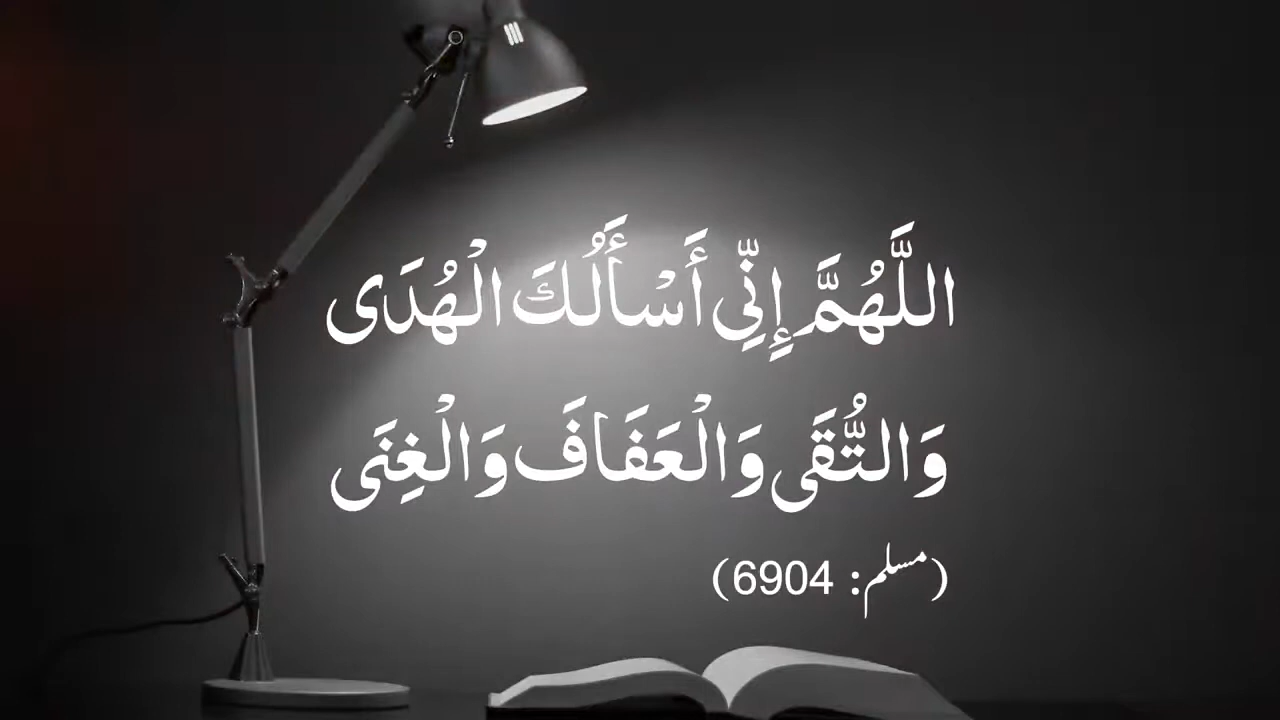 اللَّهُمَّ إِنِّي أَسْأَلُكَ الْهُدَى
وَالتُّقَى وَالْعَفَافَ وَالْغِنَى
(مسلم: 6904)